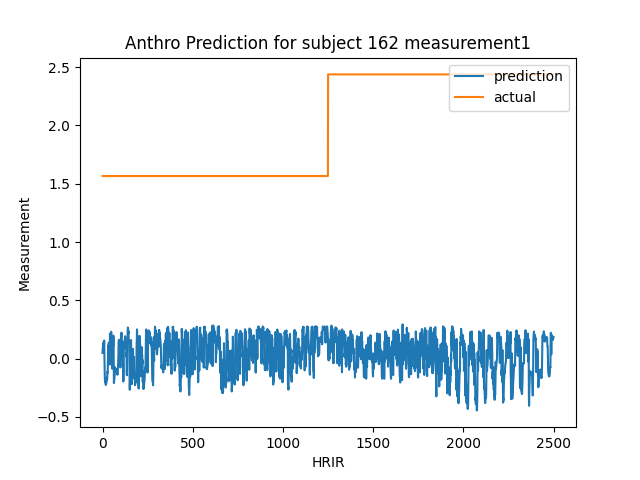 Anthro Prediction for subject 162 measurement1
prediction
actual
2.5
2.0
1.5
1.0
0.5
0.0
−0.5
Measurement
0
500
1000
1500
2000
2500
HRIR